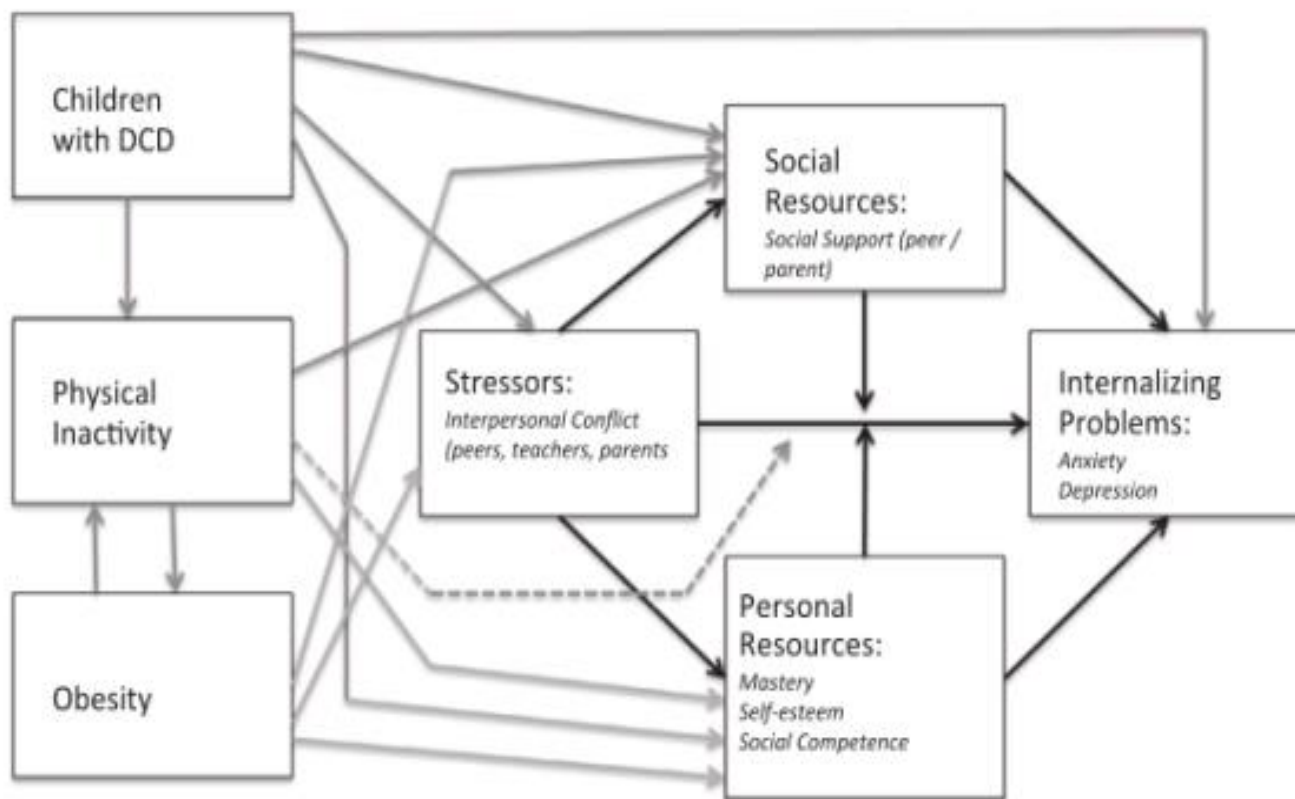 Children
with DCD
Physical
Inactivity
Obesity
Stressors:
Interpersonal Conflict
(peers, teachers, parents
Social
Resources:
Social Support (peer /
parent)
Personal
Resources:
Mastery
Self-esteem
Social Competence
Internalizing
Problems:
Anxiety
Depression